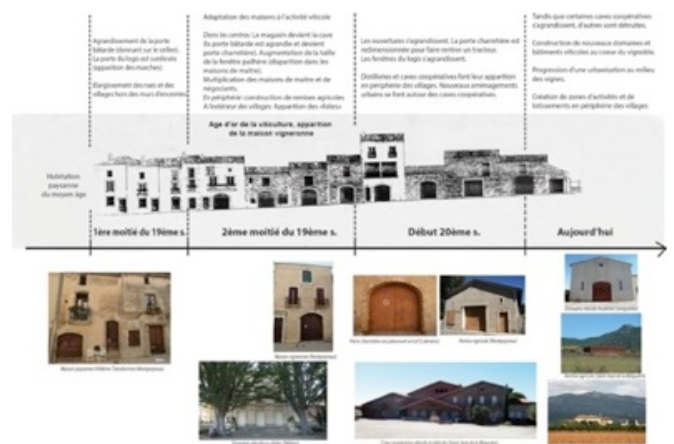 Agrandissement de la porte
bâtarde (donnant sur le cellier).
La porte du logis est surélevée
(apparition des marches).
Elargissement des rues et des
villages hors des murs d'enceintes.
Adaptation des maisons à l'activité viticole
Dans les centres: Le magasin devient la cave
(la porte bâtarde est agrandie et devient
porte charretière). Augmentation de la taille
de la fenêtre paillère (disparition dans les
maisons de maître).
Multiplication des maisons de maître et de
négociants.
En périphérie: construction de remises agricoles
A l'extérieur des villages: Apparition des
Age d'or de la viticulture, apparition
de la maison vigneronne
Les ouvertures s'agrandissent. La porte charretière est
redimensionnée pour faire rentrer un tracteur.
Les fenêtres du logis s'agrandissent.
Distilleries et caves coopératives font leur apparition
en périphérie des villages. Nouveaux aménagements
urbains se font autour des caves coopératives.
Tandis que certaines caves coopératives
s'agrandissent, d'autres sont détruites.
Construction de nouveaux domaines et
bâtiments viticoles au coeur du vignoble.
Progression d'une urbanisation au milieu
des vignes.
Création de zones d'activités et de
lotissements en périphérie des villages
Habitation
paysanne
du moyen âge
1ère moitié du 19ème s.
2ème moitié du 19ème s.
Début 20ème s.
Aujourd'hui
Maison vigneronne (Montpeyroux)
Remise agricole (Montpeyroux)